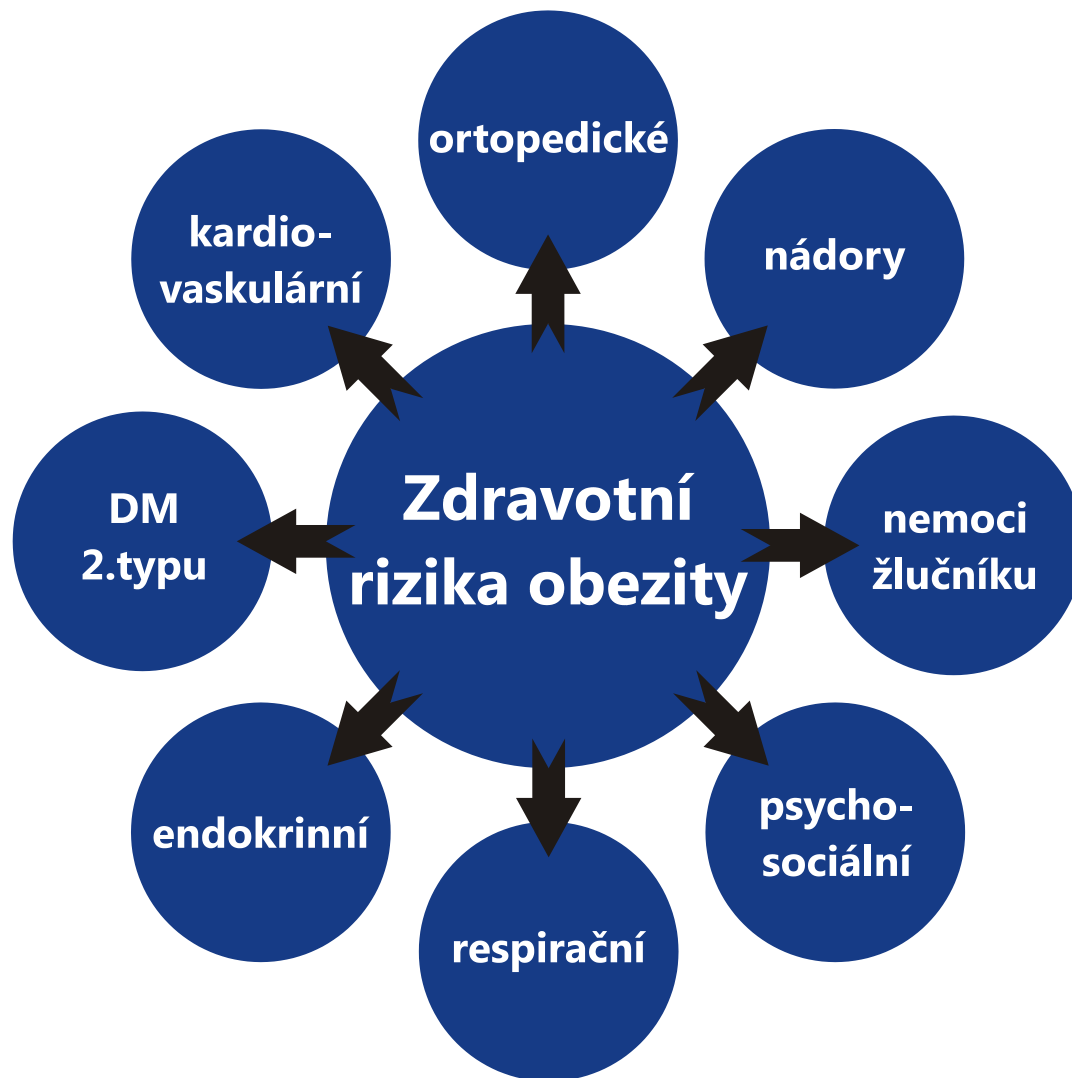 ortopedické
kardio-
vaskulární
nádory
DM
2.typu
Zdravotní
rizika obezity
nemoci
žlučníku
endokrinní
psycho-
sociální
respirační